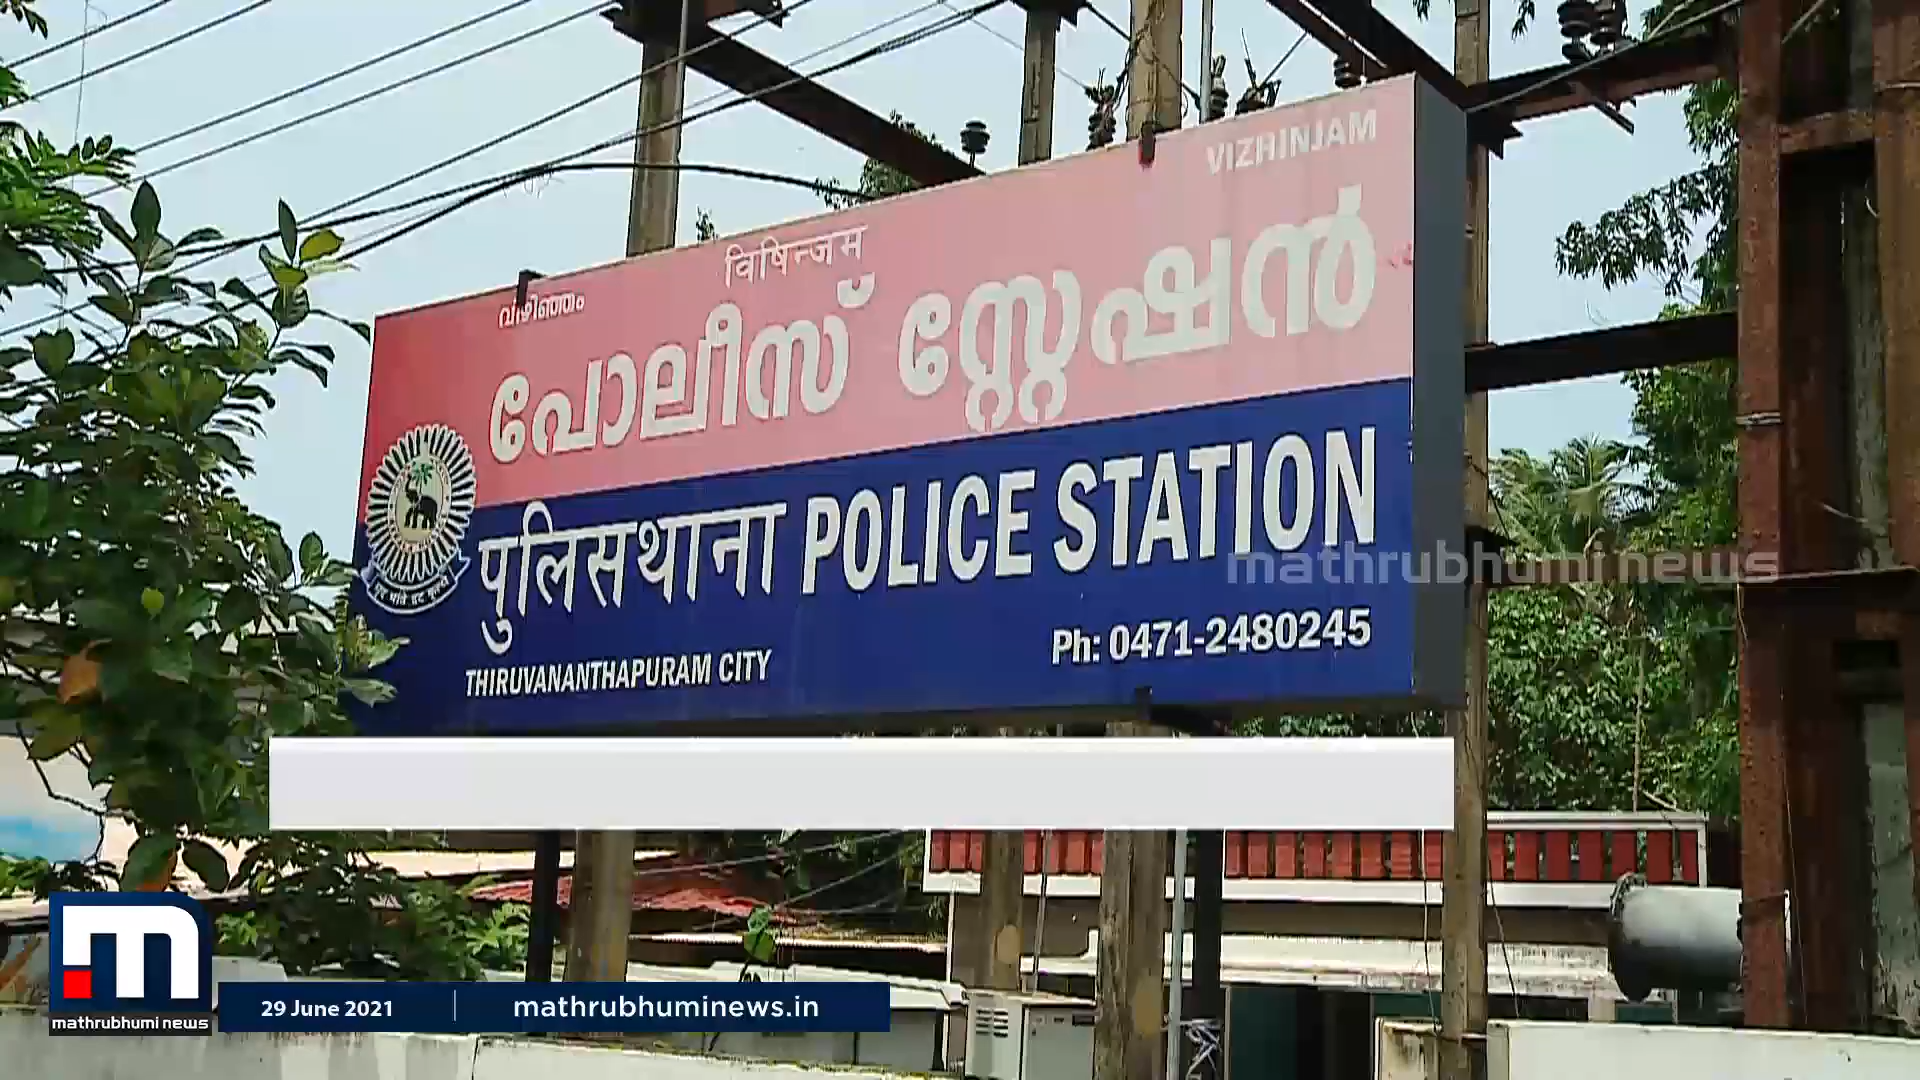 VIZHINJAM
विषिन्जम
വിഴിഞ്ഞം
പോലീസ് സ്റ്റേഷൻ
पुलिसथाना POLICE STATION
mathrubhumi news
THIRUVANANTHAPURAM CITY
Ph: 0471-2480245
mathrubhumi news
29 June 2021
mathrubhuminews.in